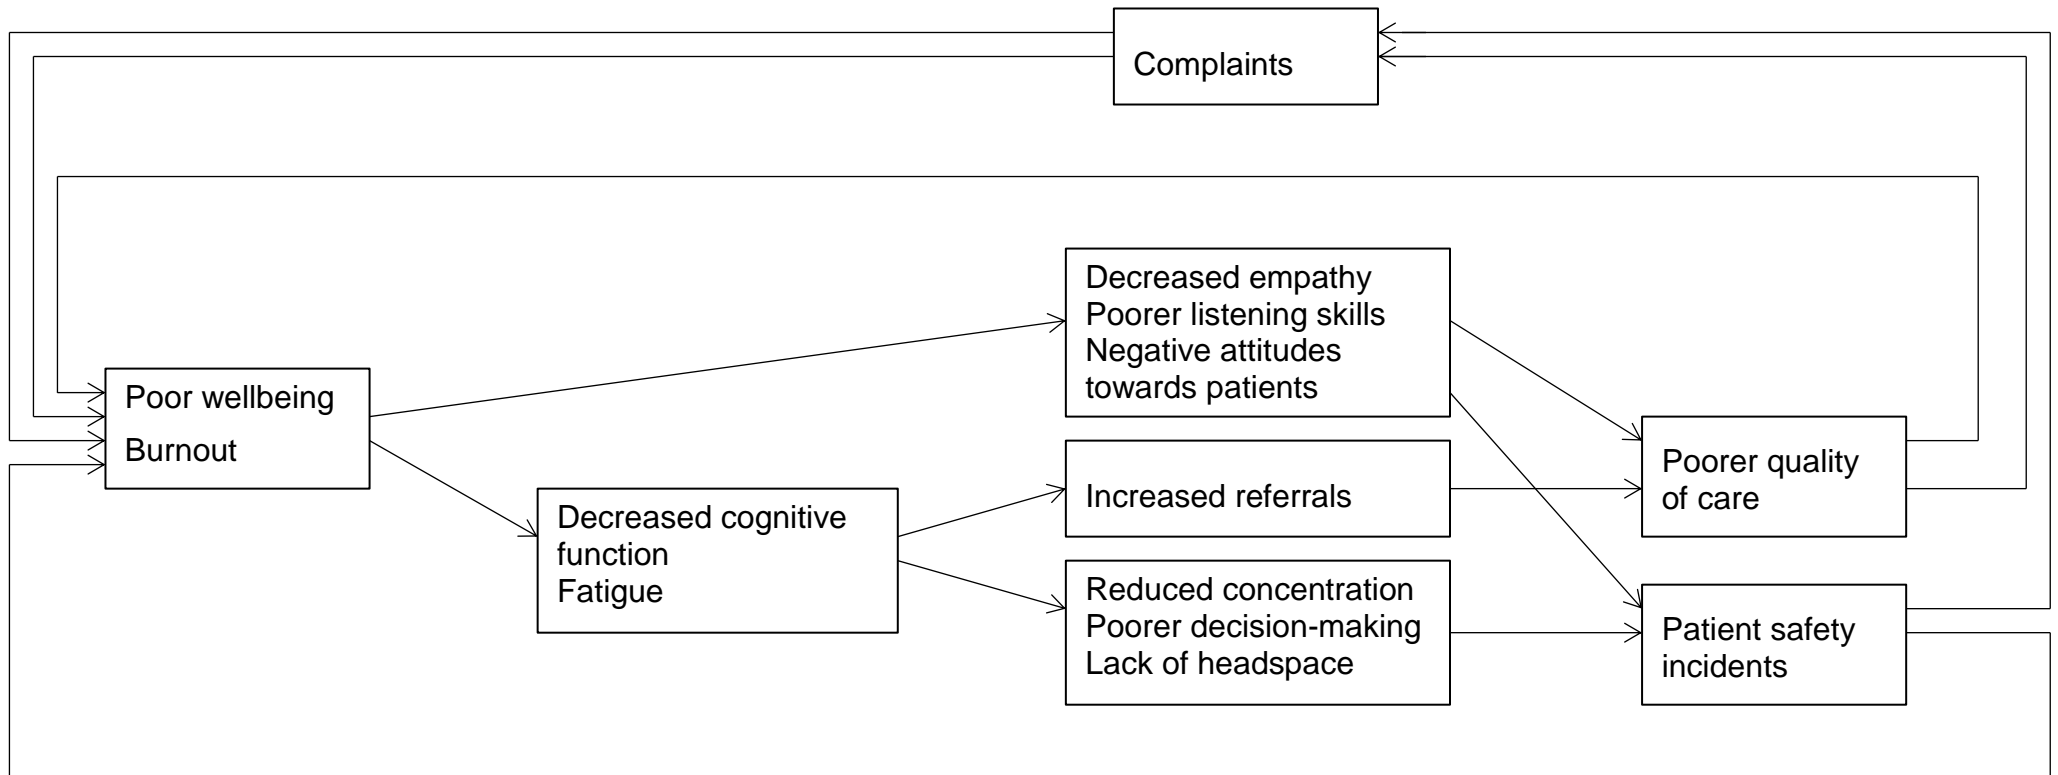 Complaints
Decreased empathy
Poorer listening skills
Negative attitudes
towards patients
Poor wellbeing
Burnout
Poorer quality
of care
Increased referrals
Decreased cognitive
function
Fatigue
Reduced concentration
Poorer decision-making
Lack of headspace
Patient safety
incidents